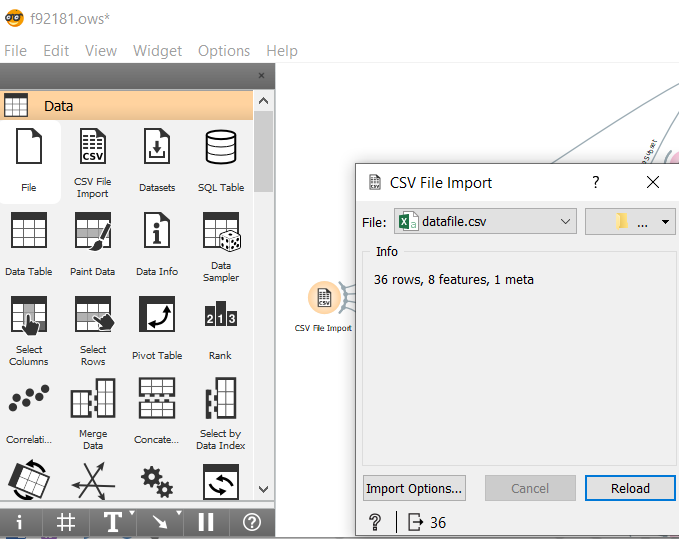 f92181.ows*
File Edit View Widget Options Help
Data
File
CSV File
Import
Datasets
SQL Table
Data Table
Paint Data
Data Info
Data
Sampler
Select
Columns
Select
Rows
Pivot Table
Rank
Correlati...
Merge
Data
Concate...
Select by
Data Index
CSV File Import
CSV File Import
File: datafile.csv
...
Info
36 rows, 8 features, 1 meta
Import Options...
Cancel
Reload
36